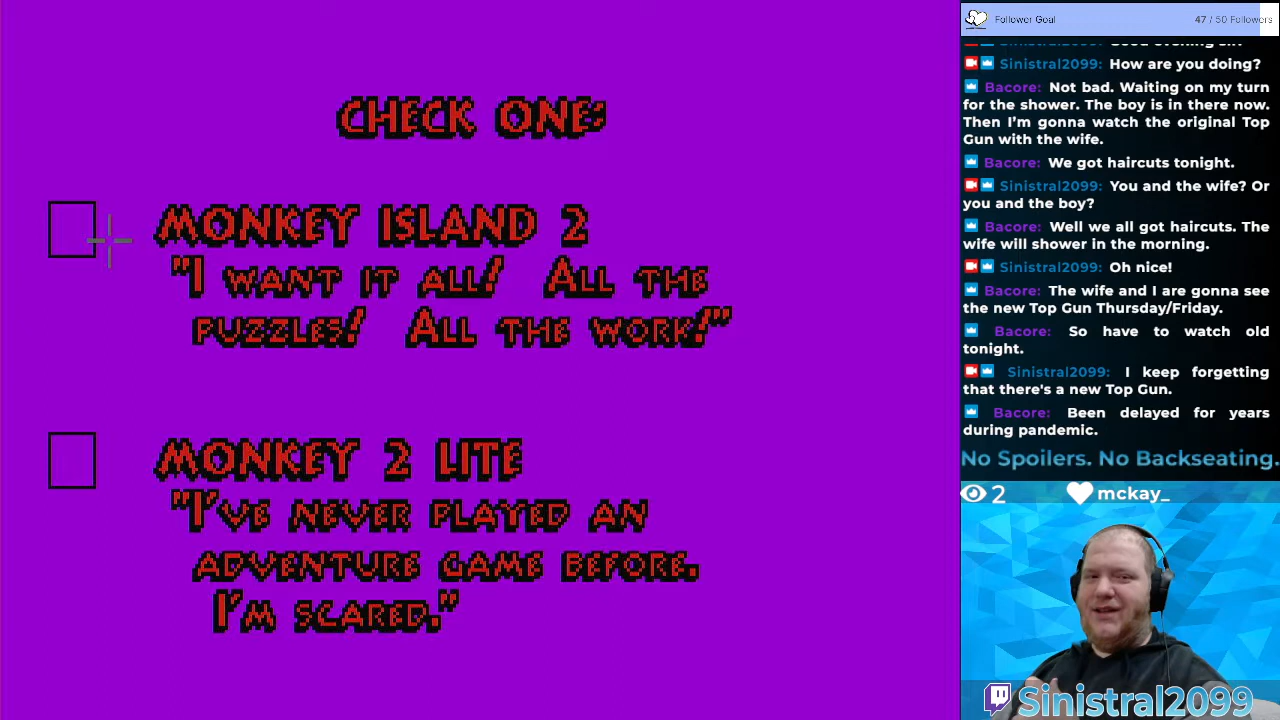 CHECK ONE:
MONKEY ISLAND 2
"I WANT IT ALL! ALL THE
PUZZLES! ALL THE WORK!"
MONKEY 2 LITE
"I'VE NEVER PLAYED AN
ADVENTURE GAME BEFORE.
I'M SCARED."
Follower Goal
47 / 50 Followers
Sinistral2099: Good evening sir!
Sinistral2099: How are you doing?
Bacore: Not bad. Waiting on my turn
for the shower. The boy is in there now.
Then I'm gonna watch the original Top
Gun with the wife.
Bacore: We got haircuts tonight.
Sinistral2099: You and the wife? Or
you and the boy?
Bacore: Well we all got haircuts. The
wife will shower in the morning.
Sinistral2099: Oh nice!
Bacore: The wife and I are gonna see
the new Top Gun Thursday/Friday.
Bacore: So have to watch old
tonight.
Sinistral2099: I keep forgetting
that there's a new Top Gun.
Bacore: Been delayed for years
during pandemic.
No Spoilers. No Backseating.
2
mckay_
Sinistral2099